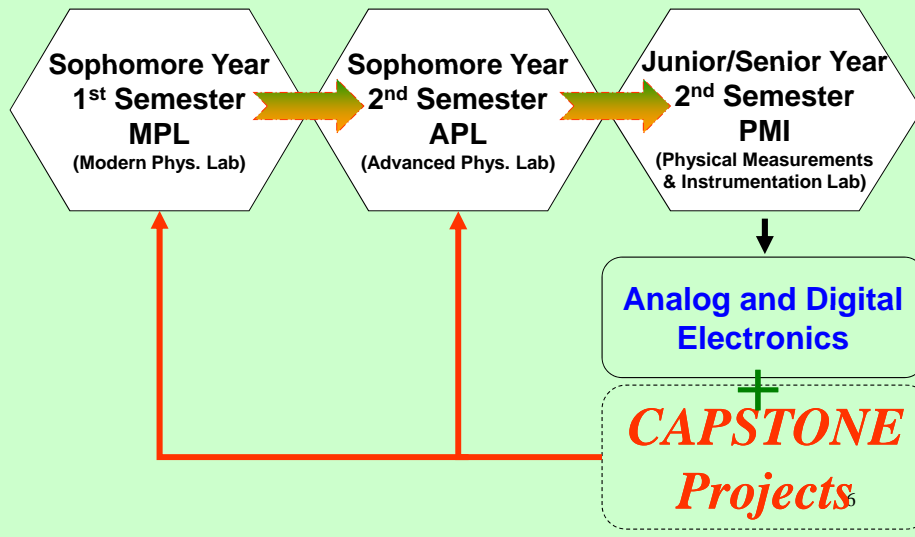 Sophomore Year
1st Semester
MPL
(Modern Phys. Lab)
Sophomore Year
2nd Semester
APL
(Advanced Phys. Lab)
Junior/Senior Year
2nd Semester
PMI
(Physical Measurements
& Instrumentation Lab)
Analog and Digital
Electronics
+
CAPSTONE
Projects
6